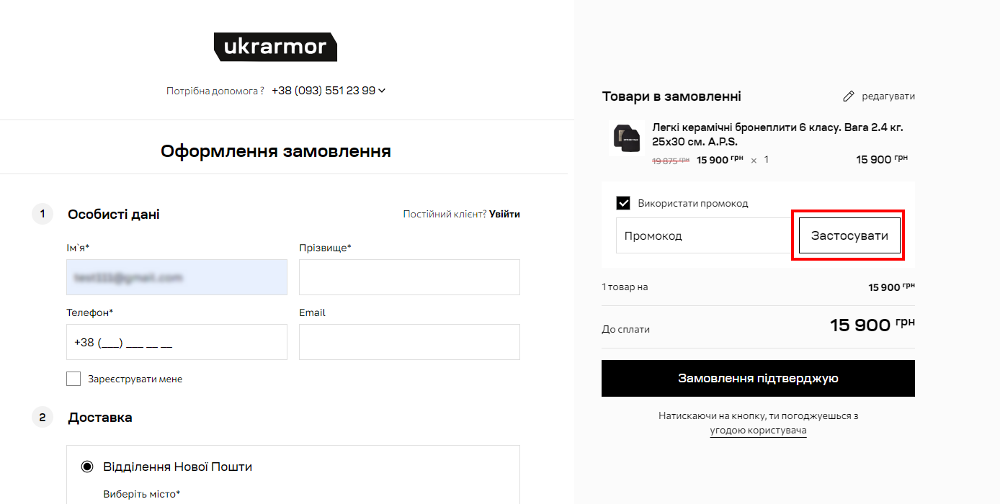 ukrarmor
Потрібна допомога ? +38 (093) 551 23 99
Оформлення замовлення
1 Особисті дані
Постійний клієнт? Увійти
Ім`я*
Прізвище*
Телефон*
Email
+38 (___) ___ __ __
Зареєструвати мене
2 Доставка
Відділення Нової Пошти
Виберіть місто*
Товари в замовленні
редагувати
Легкі керамічні бронеплити 6 класу. Вага 2.4 кг.
25x30 см. A.P.S.
19 875 грн 15 900 грн × 1 15 900 грн
Використати промокод
Промокод
Застосувати
1 товар на 15 900 грн
До сплати 15 900 грн
Замовлення підтверджую
Натискаючи на кнопку, ти погоджуешься з
угодою користувача